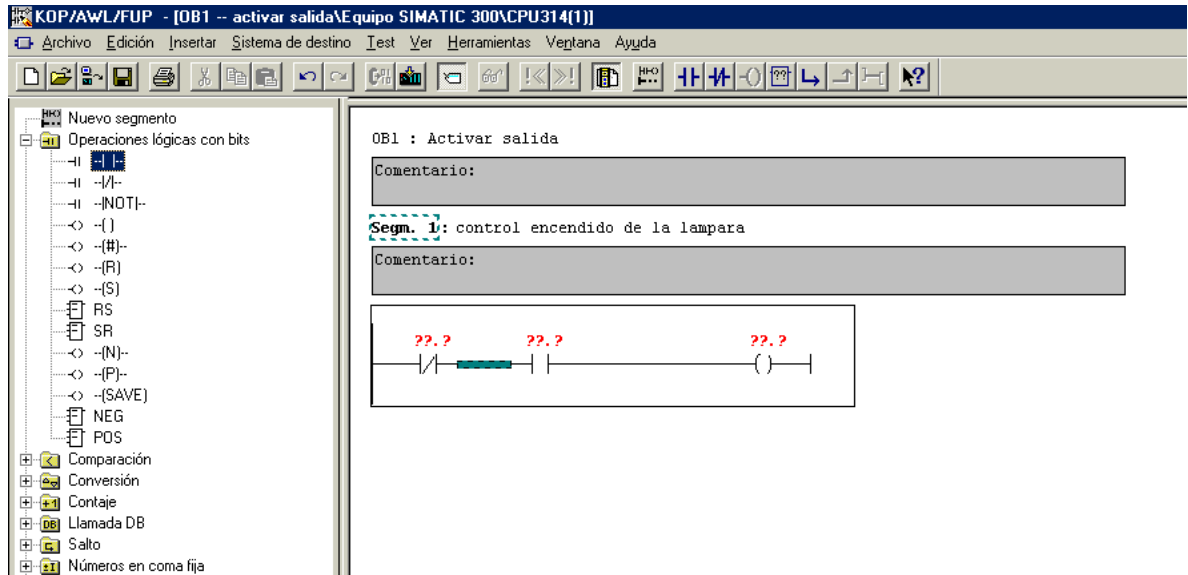 KOP/AWL/FUP - [OB1 -- activar salida\Equipo SIMATIC 300\CPU314(1)]
Archivo Edición Insertar Sistema de destino Test Ver Herramientas Ventana Ayuda
Nuevo segmento
Operaciones lógicas con bits
--| |--
--|/|--
--|NOT|--
--( )
--(#)--
--(R)
--(S)
RS
SR
--(N)--
--(P)--
--(SAVE)
NEG
POS
Comparación
Conversión
Contaje
DB Llamada DB
Salto
Números en coma fija
OB1 : Activar salida
Comentario:
Segm. 1: control encendido de la lampara
Comentario:
??.? ??.? ??.?